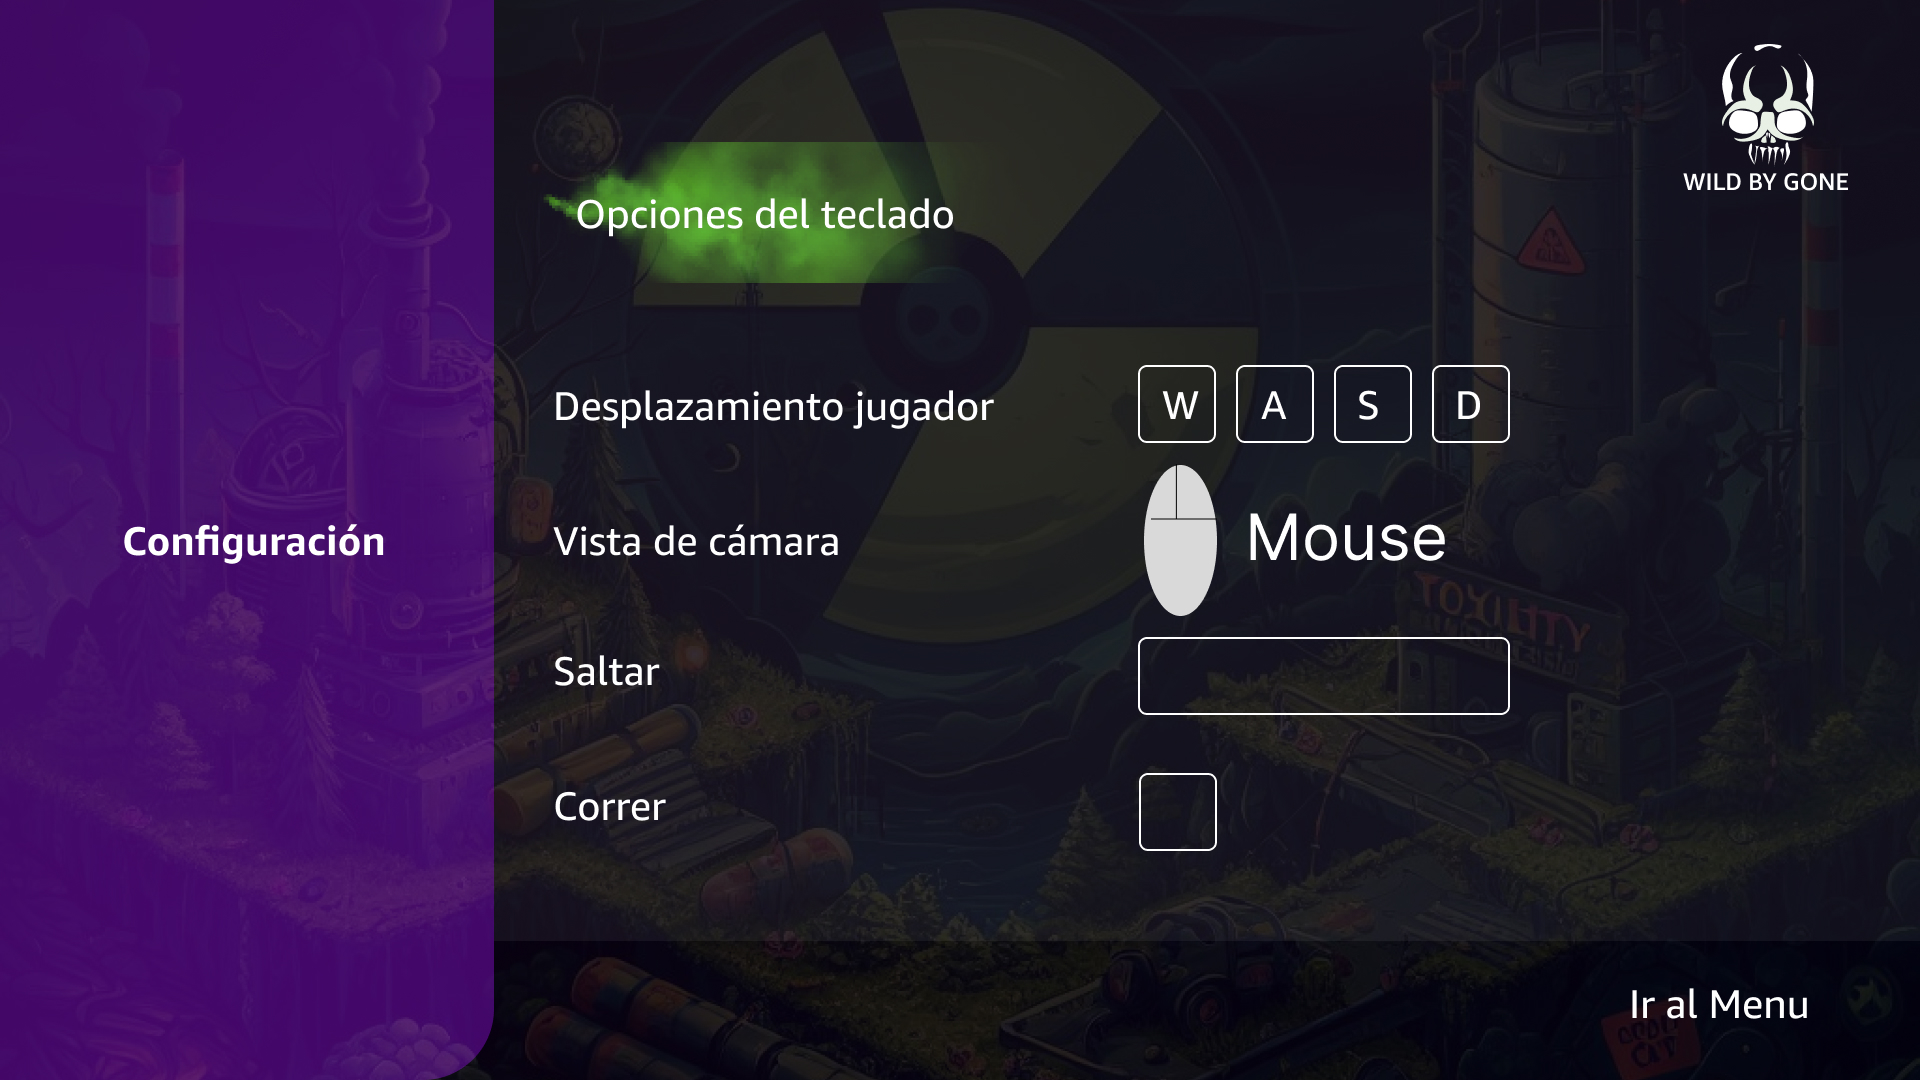 WILD BY GONE
Opciones del teclado
Desplazamiento jugador
W A S D
Configuración
Vista de cámara
Mouse
Saltar
Correr
Ir al Menu